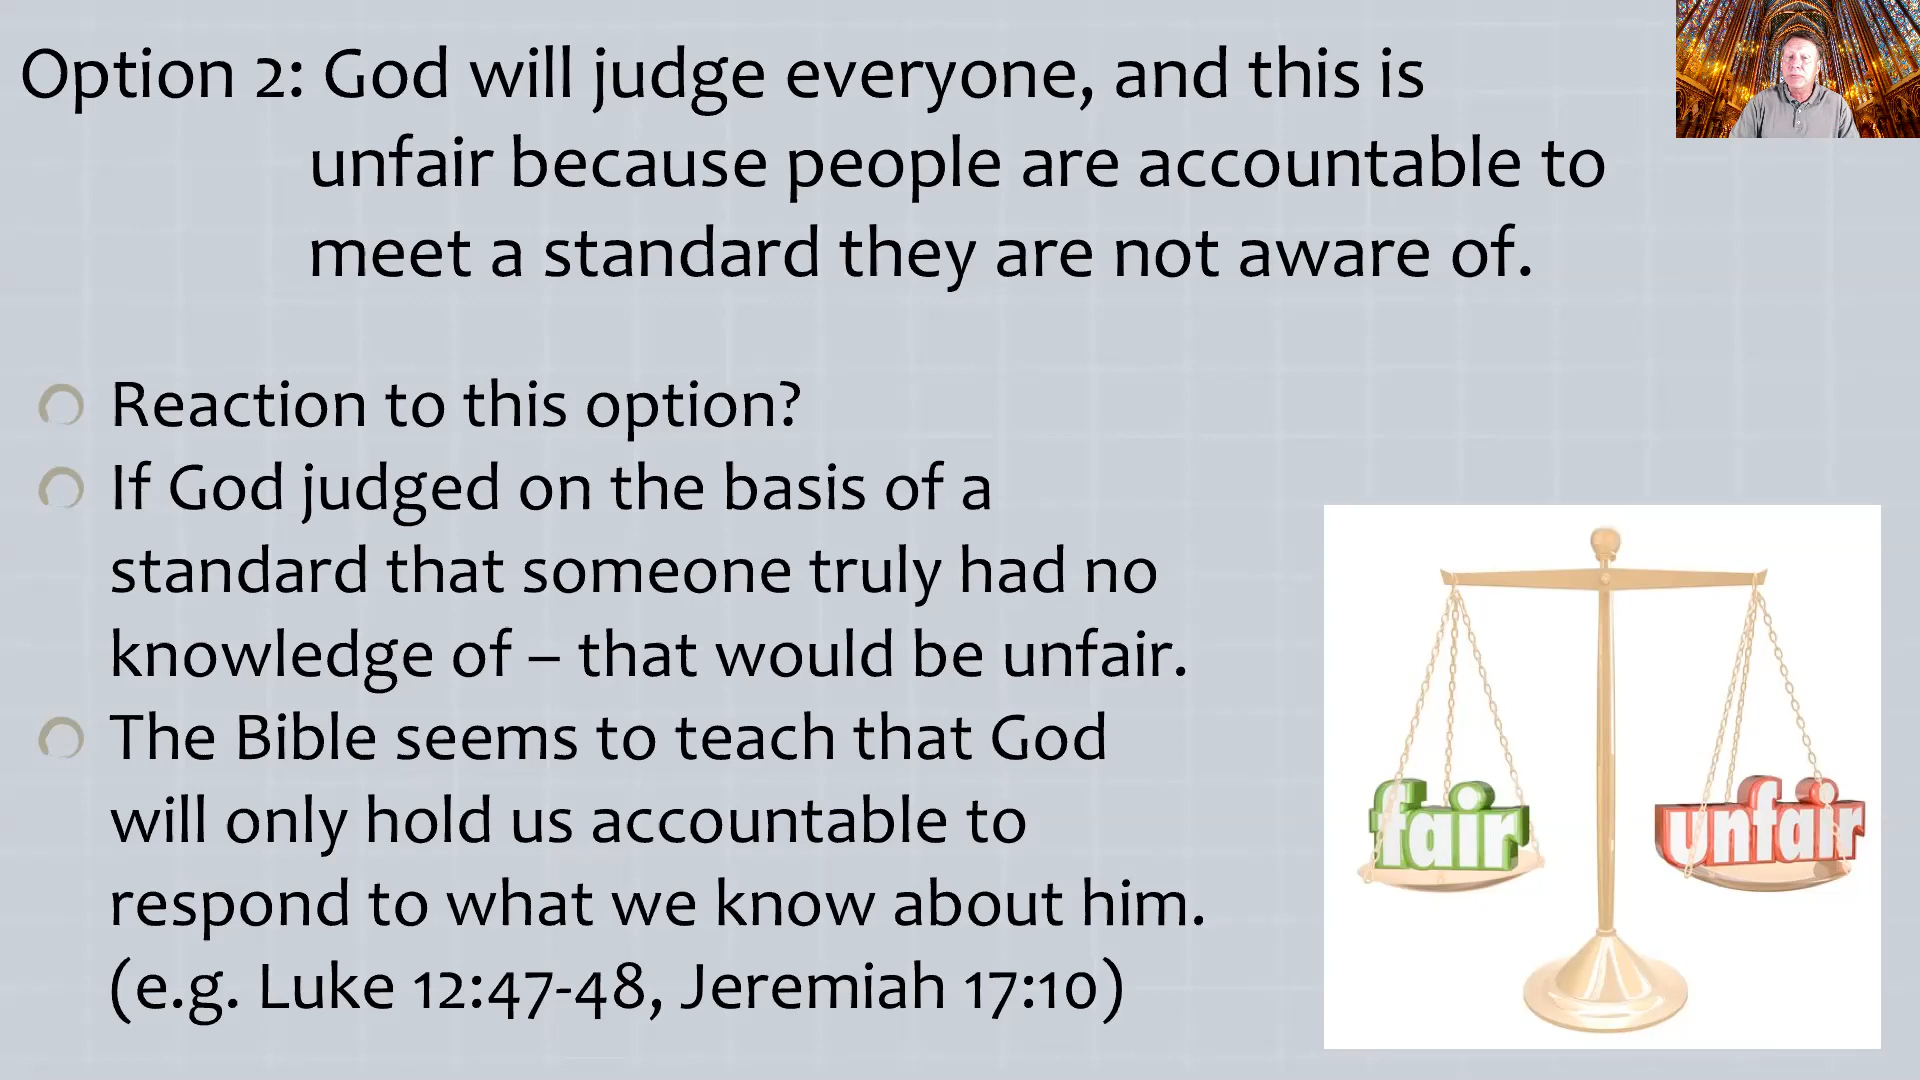 Option 2: God will judge everyone, and this is
unfair because people are accountable to
meet a standard they are not aware of.
Reaction to this option?
If God judged on the basis of a
standard that someone truly had no
knowledge of – that would be unfair.
The Bible seems to teach that God
will only hold us accountable to
respond to what we know about him.
(e.g. Luke 12:47-48, Jeremiah 17:10)
fair
unfair